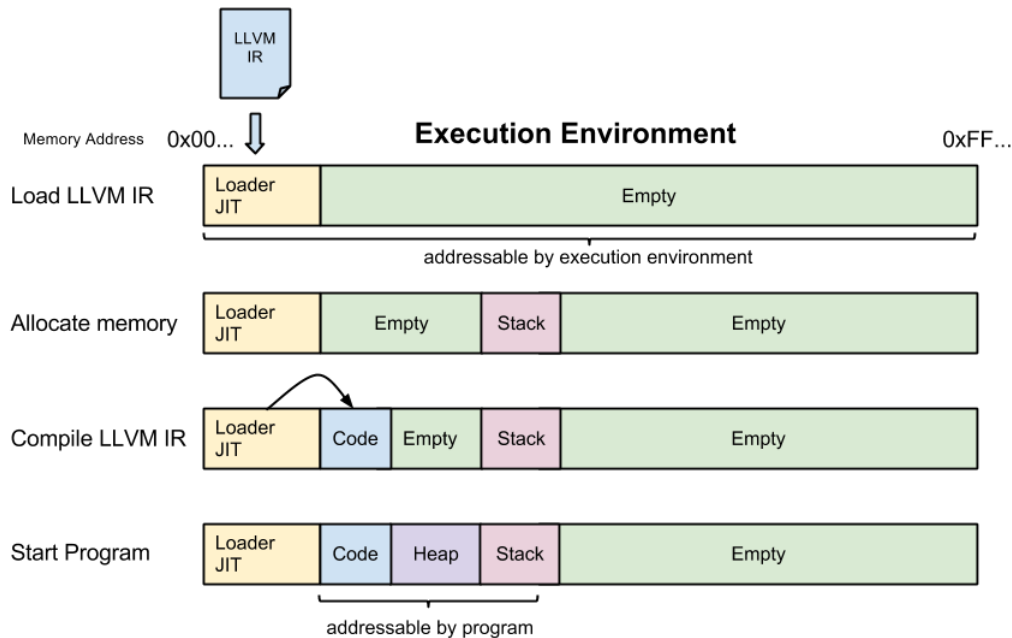 LLVM
IR
Memory Address 0x00... Execution Environment 0xFF...
Load LLVM IR
Loader
JIT
Empty
addressable by execution environment
Allocate memory
Loader
JIT
Empty
Stack
Empty
Compile LLVM IR
Loader
JIT
Code
Empty
Stack
Empty
Start Program
Loader
JIT
Code
Heap
Stack
Empty
addressable by program